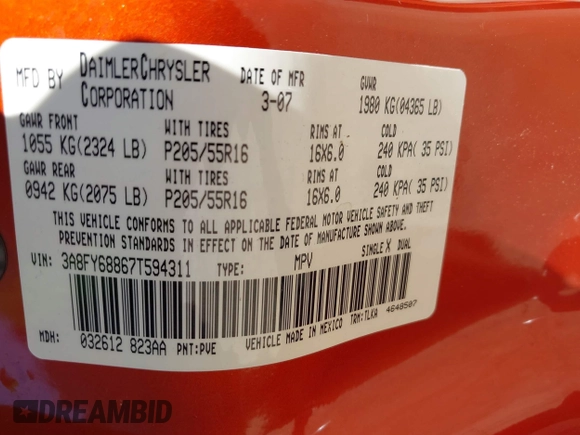 MFD BY DAIMLERCHRYSLER CORPORATION DATE OF MFR 3-07 GVWR 1980 KG(04365 LB)
GAWR FRONT WITH TIRES RIMS AT COLD
1055 KG(2324 LB) P205/55R16 16X6.0 240 KPA( 35 PSI)
GAWR REAR WITH TIRES RIMS AT COLD
0942 KG(2075 LB) P205/55R16 16X6.0 240 KPA( 35 PSI)
THIS VEHICLE CONFORMS TO ALL APPLICABLE FEDERAL MOTOR VEHICLE SAFETY AND THEFT
PREVENTION STANDARDS IN EFFECT ON THE DATE OF MANUFACTURE SHOWN ABOVE.
VIN: 3A8FY68867T594311 TYPE: MPV SINGLE X DUAL
MDH: 032612 823AA PNT:PVE VEHICLE MADE IN MEXICO TRM:TLKA 4648507
DREAMBID